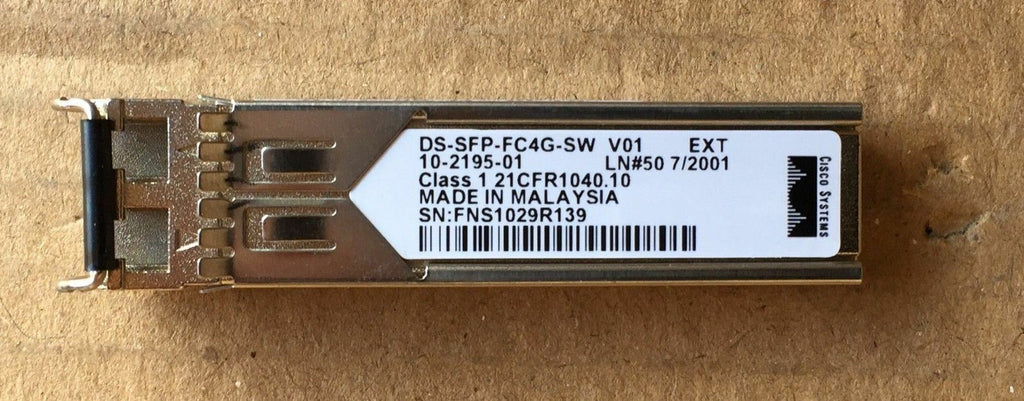 DS-SFP-FC4G-SW V01 EXT
10-2195-01 LN#50 7/2001
Class 1 21CFR1040.10
MADE IN MALAYSIA
SN:FNS1029R139
CISCO SYSTEMS